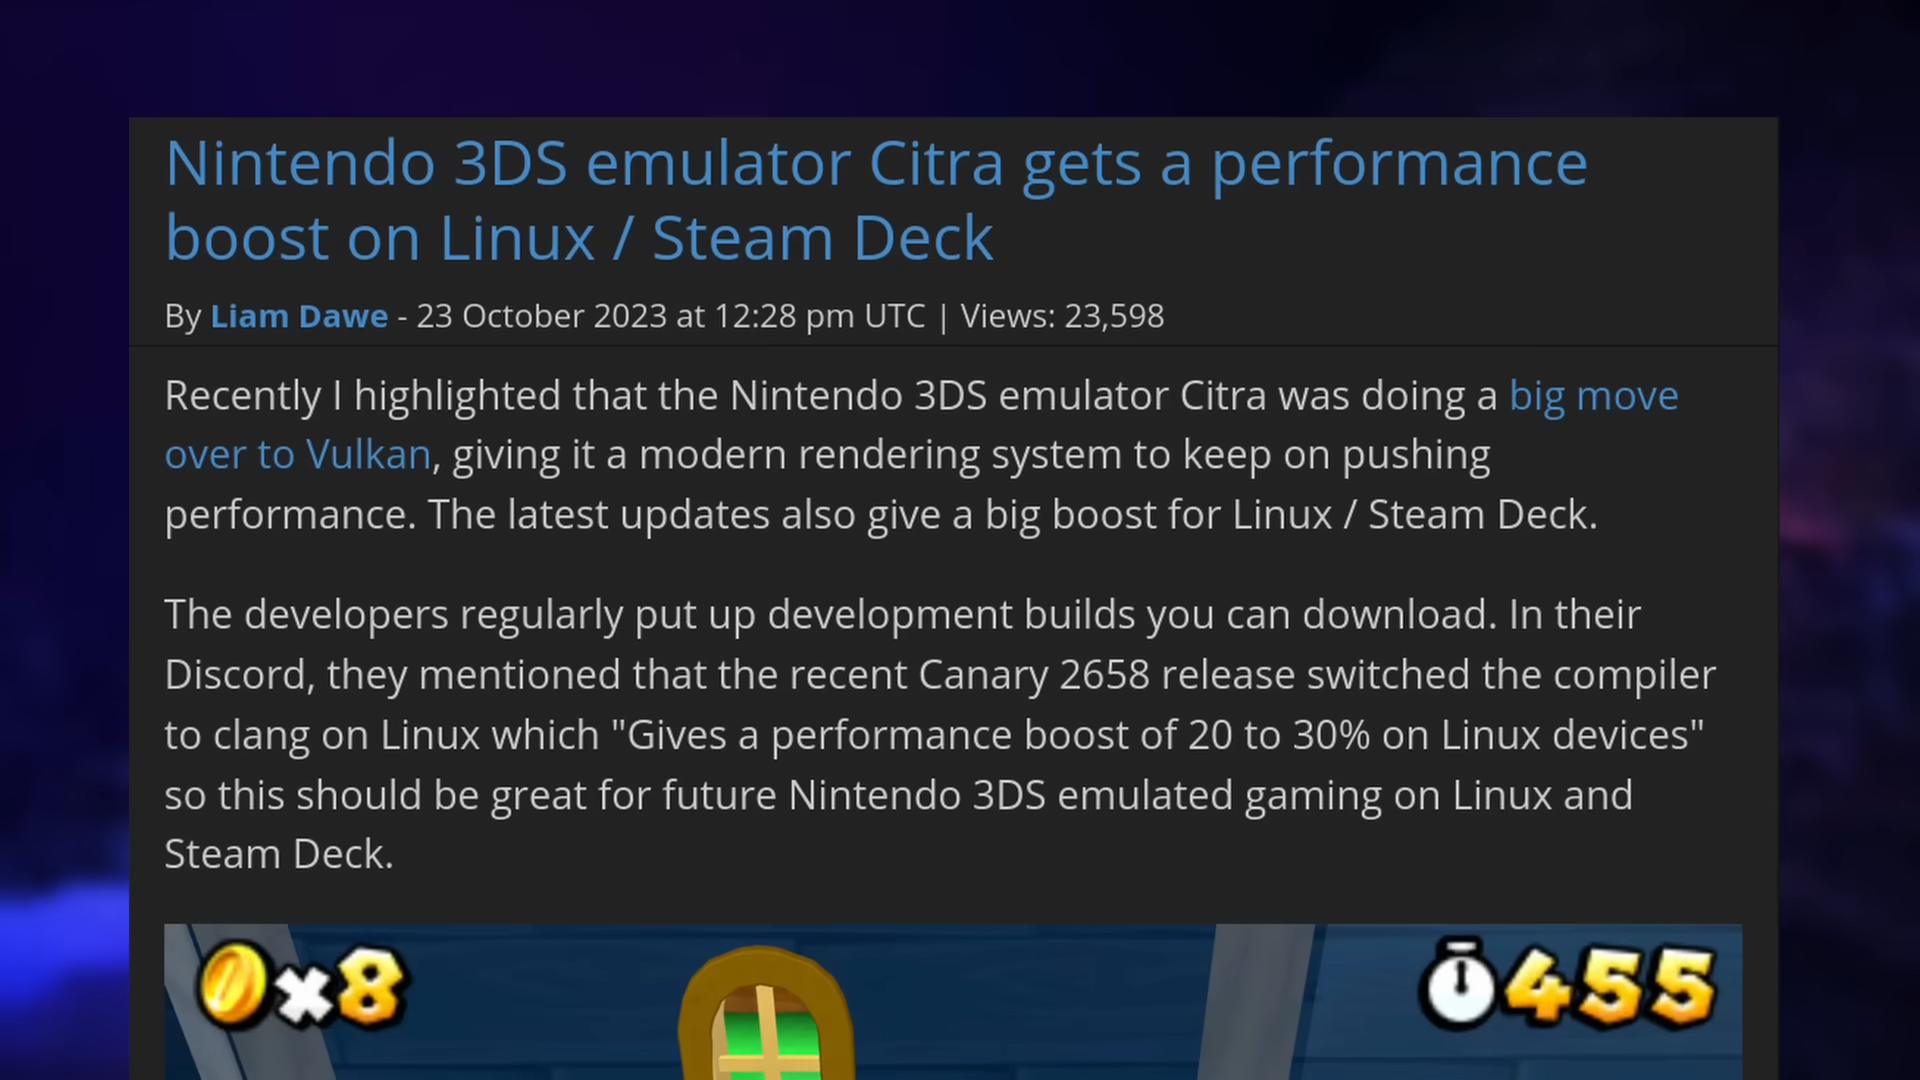 Nintendo 3DS emulator Citra gets a performance
boost on Linux / Steam Deck
By Liam Dawe - 23 October 2023 at 12:28 pm UTC | Views: 23,598
Recently I highlighted that the Nintendo 3DS emulator Citra was doing a big move
over to Vulkan, giving it a modern rendering system to keep on pushing
performance. The latest updates also give a big boost for Linux / Steam Deck.
The developers regularly put up development builds you can download. In their
Discord, they mentioned that the recent Canary 2658 release switched the compiler
to clang on Linux which "Gives a performance boost of 20 to 30% on Linux devices"
so this should be great for future Nintendo 3DS emulated gaming on Linux and
Steam Deck.
×8
455